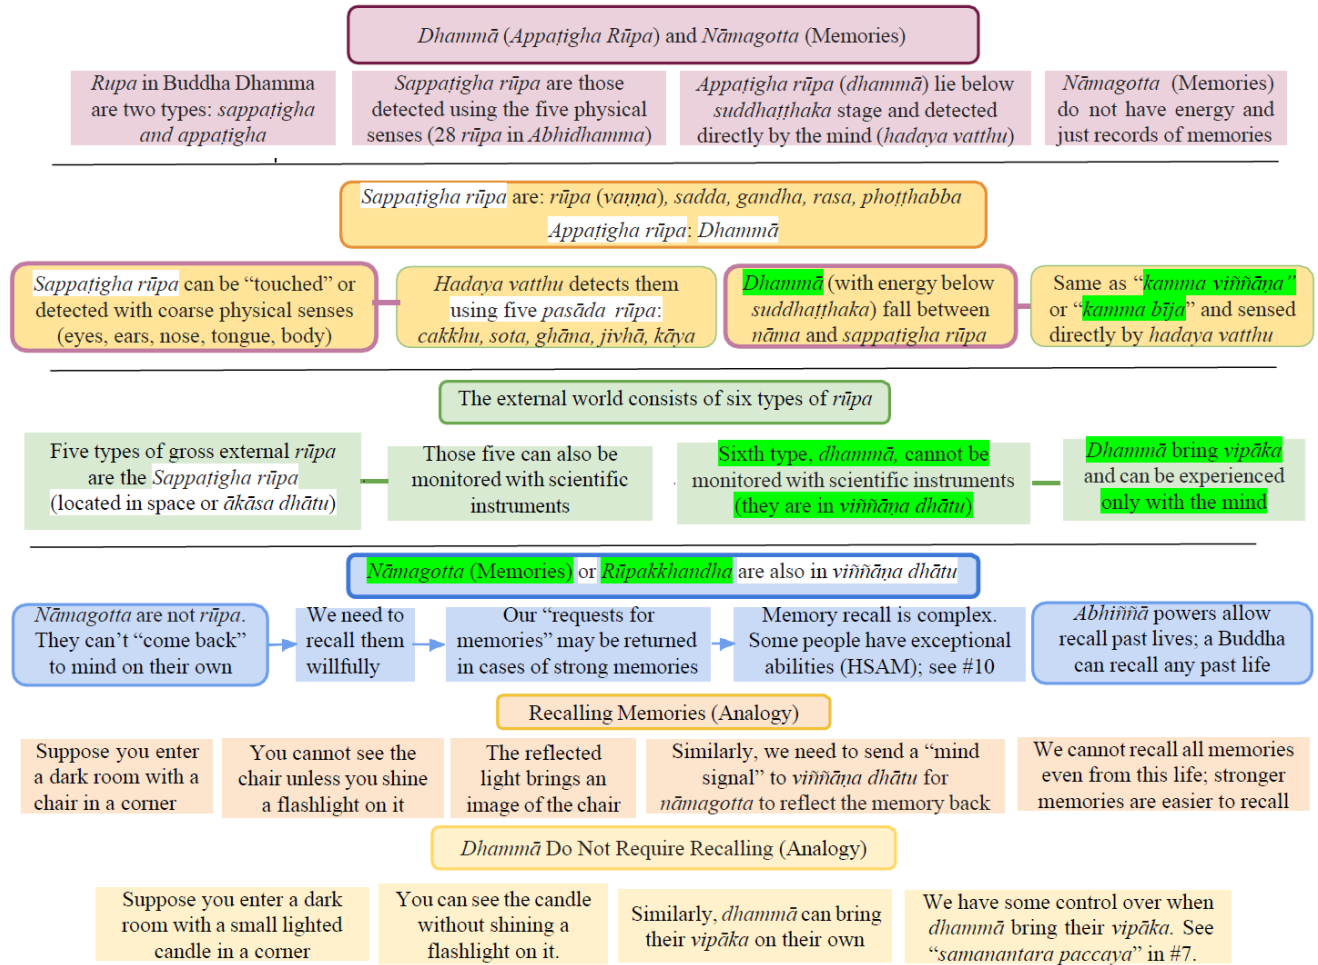 Dhammā (Appaṭigha Rūpa) and Nāmagotta (Memories)
Rupa in Buddha Dhamma
are two types: sappaṭigha
and appaṭigha
Sappaṭigha rūpa are those
detected using the five physical
senses (28 rūpa in Abhidhamma)
Appaṭigha rūpa (dhammā) lie below
suddhaṭṭhaka stage and detected
directly by the mind (hadaya vatthu)
Nāmagotta (Memories)
do not have energy and
just records of memories
Sappaṭigha rūpa are: rūpa (vaṇṇa), sadda, gandha, rasa, phoṭṭhabba
Appaṭigha rūpa: Dhammā
Sappaṭigha rūpa can be “touched” or
detected with coarse physical senses
(eyes, ears, nose, tongue, body)
Hadaya vatthu detects them
using five pasāda rūpa:
cakkhu, sota, ghāna, jivhā, kāya
Dhammā (with energy below
suddhaṭṭhaka) fall between
nāma and sappaṭigha rūpa
Same as “kamma viññāṇa”
or “kamma bīja” and sensed
directly by hadaya vatthu
The external world consists of six types of rūpa
Five types of gross external rūpa
are the Sappaṭigha rūpa
(located in space or ākāsa dhātu)
Those five can also be
monitored with scientific
instruments
Sixth type, dhammā, cannot be
monitored with scientific instruments
(they are in viññāṇa dhātu)
Dhammā bring vipāka
and can be experienced
only with the mind
Nāmagotta (Memories) or Rūpakkhandha are also in viññāṇa dhātu
Nāmagotta are not rūpa.
They can’t “come back”
to mind on their own
We need to
recall them
willfully
Our “requests for
memories” may be returned
in cases of strong memories
Memory recall is complex.
Some people have exceptional
abilities (HSAM); see #10
Abhiññā powers allow
recall past lives; a Buddha
can recall any past life
Recalling Memories (Analogy)
Suppose you enter
a dark room with a
chair in a corner
You cannot see the
chair unless you shine
a flashlight on it
The reflected
light brings an
image of the chair
Similarly, we need to send a “mind
signal” to viññāṇa dhātu for
nāmagotta to reflect the memory back
We cannot recall all memories
even from this life; stronger
memories are easier to recall
Dhammā Do Not Require Recalling (Analogy)
Suppose you enter a dark
room with a small lighted
candle in a corner
You can see the candle
without shining a
flashlight on it.
Similarly, dhammā can bring
their vipāka on their own
We have some control over when
dhammā bring their vipāka. See
“samanantara paccaya” in #7.